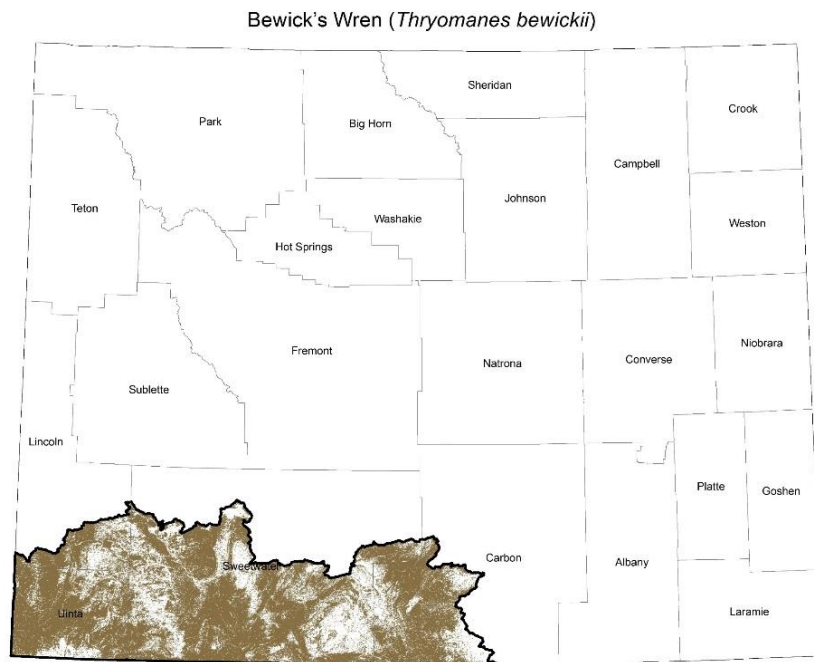 Bewick's Wren (Thryomanes bewickii)
Sheridan
Park
Big Horn
Crook
Campbell
Teton
Johnson
Washakie
Weston
Hot Springs
Fremont
Natrona
Converse
Niobrara
Sublette
Lincoln
Platte
Goshen
Carbon
Albany
Sweetwater
Uinta
Laramie